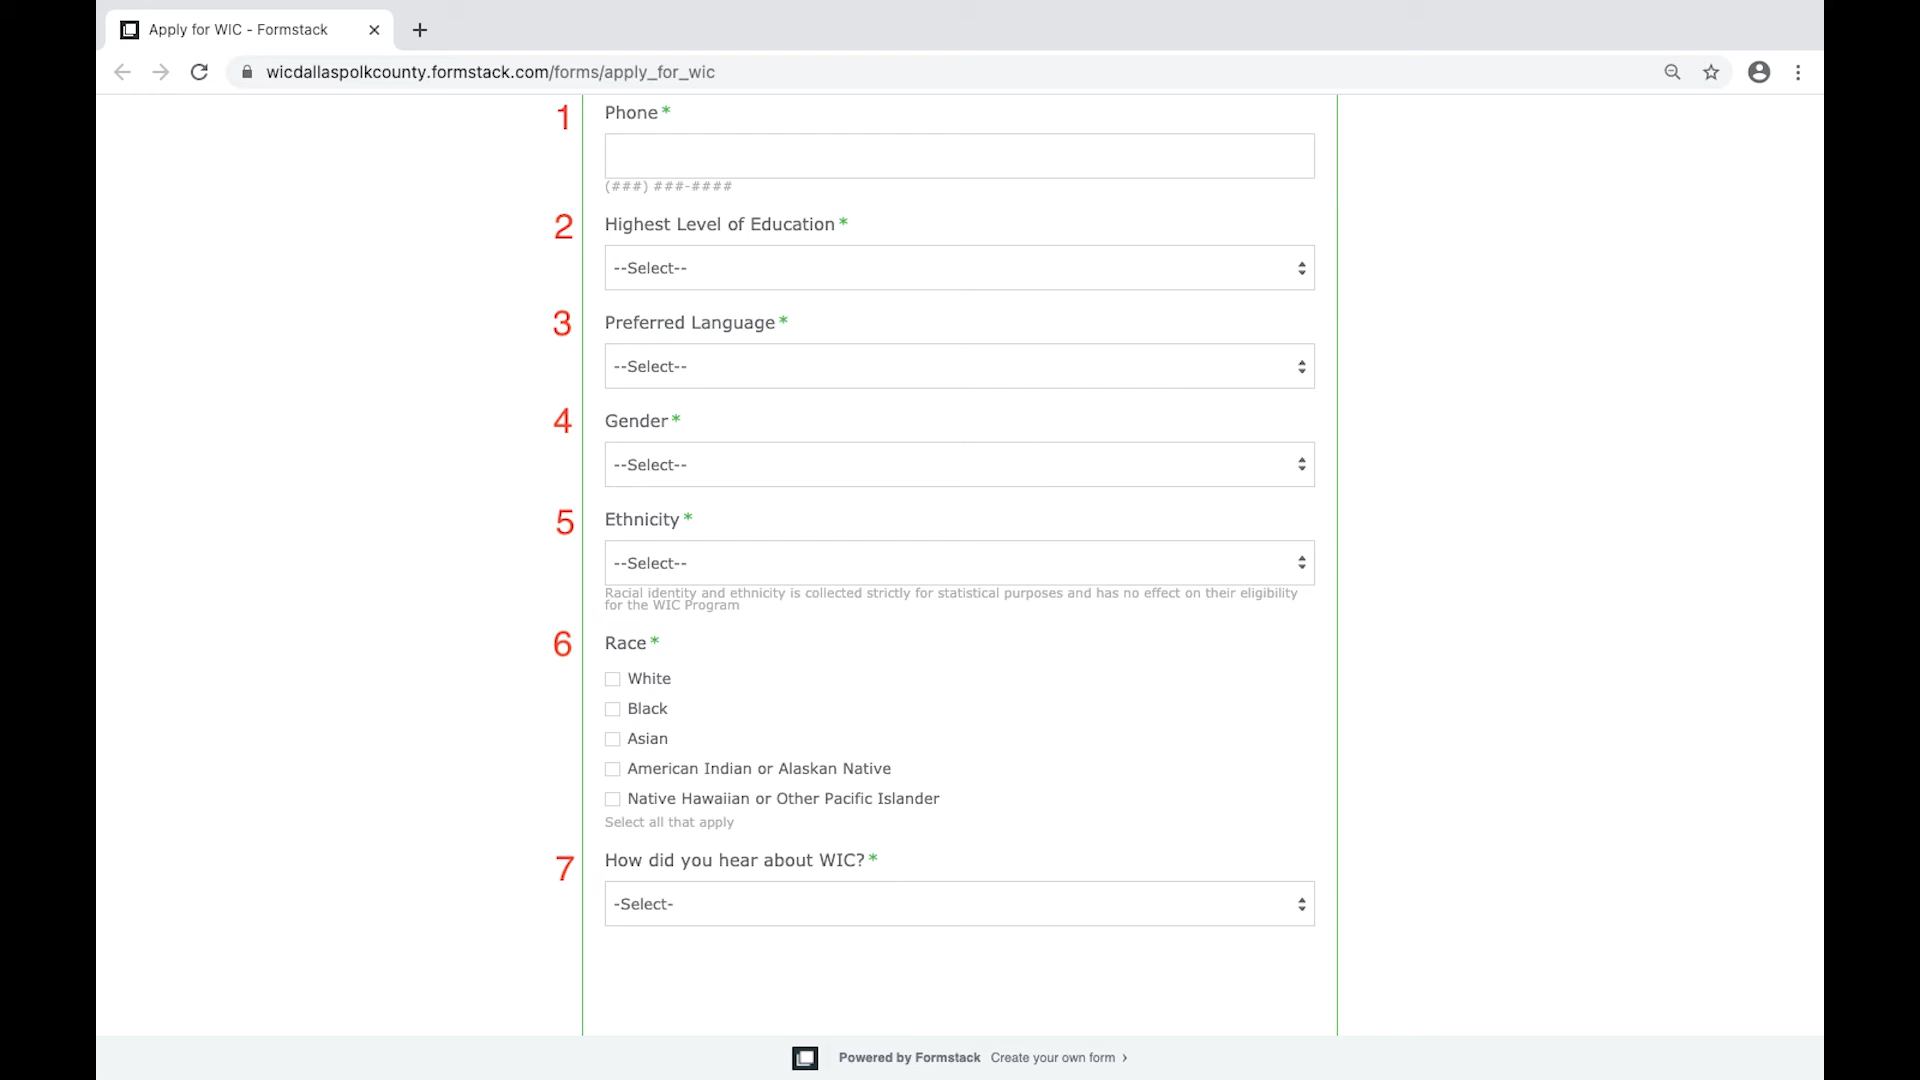 Apply for WIC - Formstack
wicdallaspolkcounty.formstack.com/forms/apply_for_wic
1 Phone *
(###) ###-####
2 Highest Level of Education *
--Select--
3 Preferred Language *
--Select--
4 Gender *
--Select--
5 Ethnicity *
--Select--
Racial identity and ethnicity is collected strictly for statistical purposes and has no effect on their eligibility
for the WIC Program
6 Race *
White
Black
Asian
American Indian or Alaskan Native
Native Hawaiian or Other Pacific Islander
Select all that apply
7 How did you hear about WIC? *
-Select-
Powered by Formstack Create your own form ›